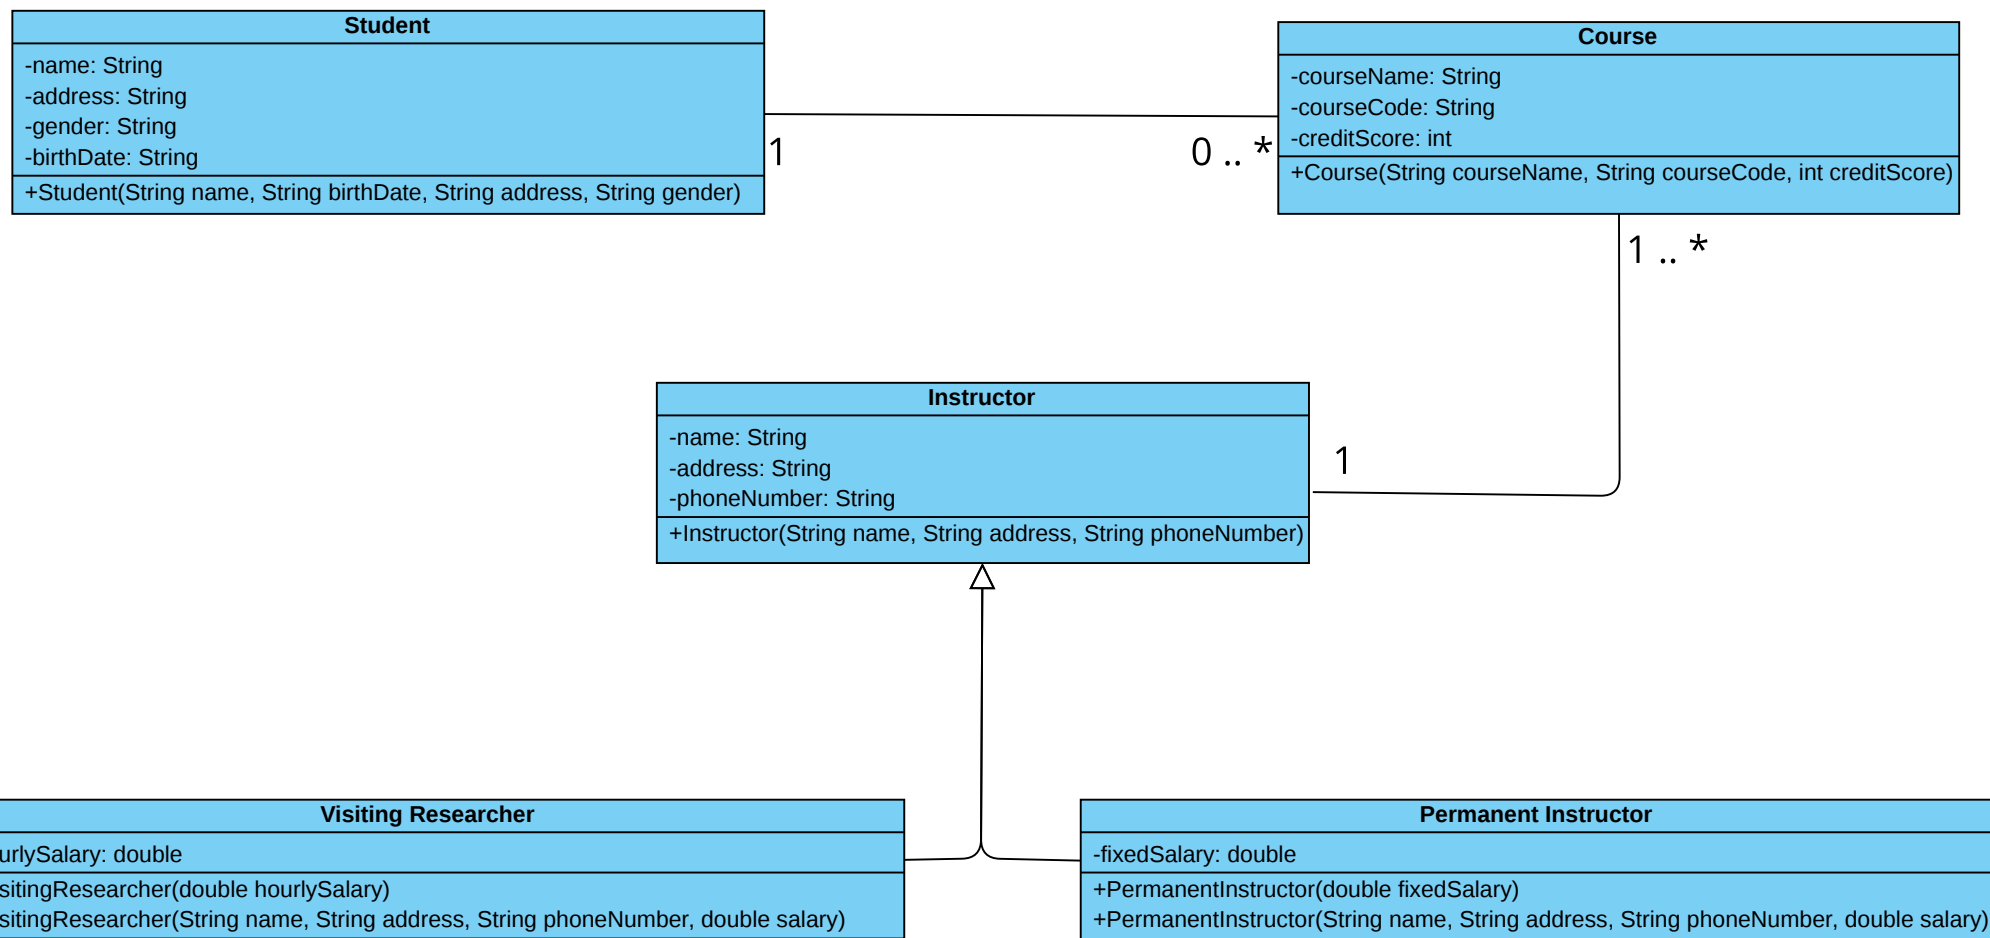 Student
-name: String
-address: String
-gender: String
-birthDate: String
+Student(String name, String birthDate, String address, String gender)
1
0 .. *
Course
-courseName: String
-courseCode: String
-creditScore: int
+Course(String courseName, String courseCode, int creditScore)
1 .. *
Instructor
-name: String
-address: String
-phoneNumber: String
+Instructor(String name, String address, String phoneNumber)
1
Visiting Researcher
urlySalary: double
sitingResearcher(double hourlySalary)
sitingResearcher(String name, String address, String phoneNumber, double salary)
Permanent Instructor
-fixedSalary: double
+PermanentInstructor(double fixedSalary)
+PermanentInstructor(String name, String address, String phoneNumber, double salary)